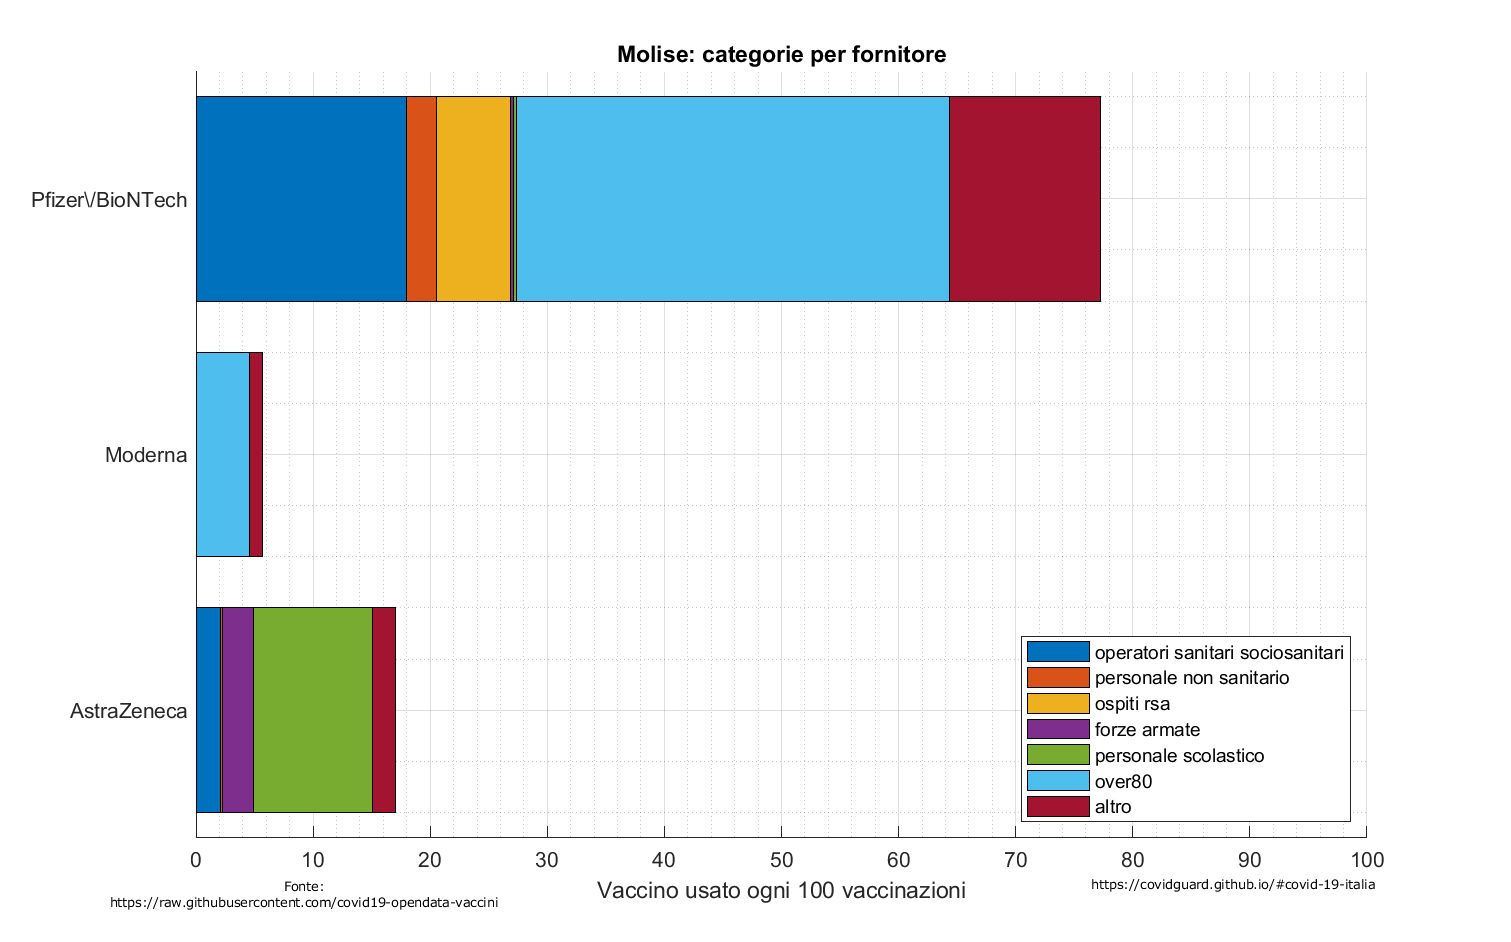 Molise: categorie per fornitore
Pfizer\/BioNTech
Moderna
AstraZeneca
operatori sanitari sociosanitari
personale non sanitario
ospiti rsa
forze armate
personale scolastico
over80
altro
0 10 20 30 40 50 60 70 80 90 100
Vaccino usato ogni 100 vaccinazioni
Fonte:
https://raw.githubusercontent.com/covid19-opendata-vaccini
https://covidguard.github.io/#covid-19-italia